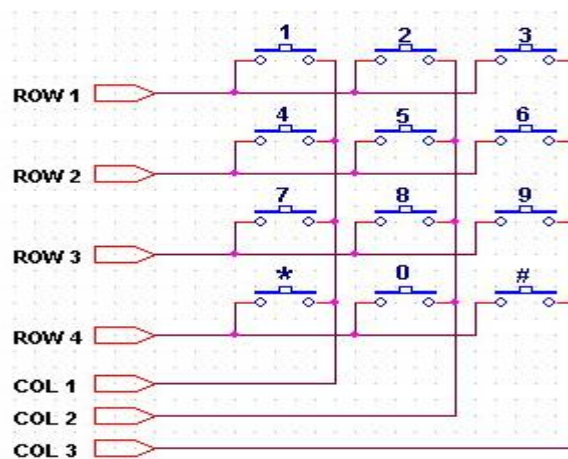 1 2 3
ROW 1
4 5 6
ROW 2
7 8 9
ROW 3
* 0 #
ROW 4
COL 1
COL 2
COL 3